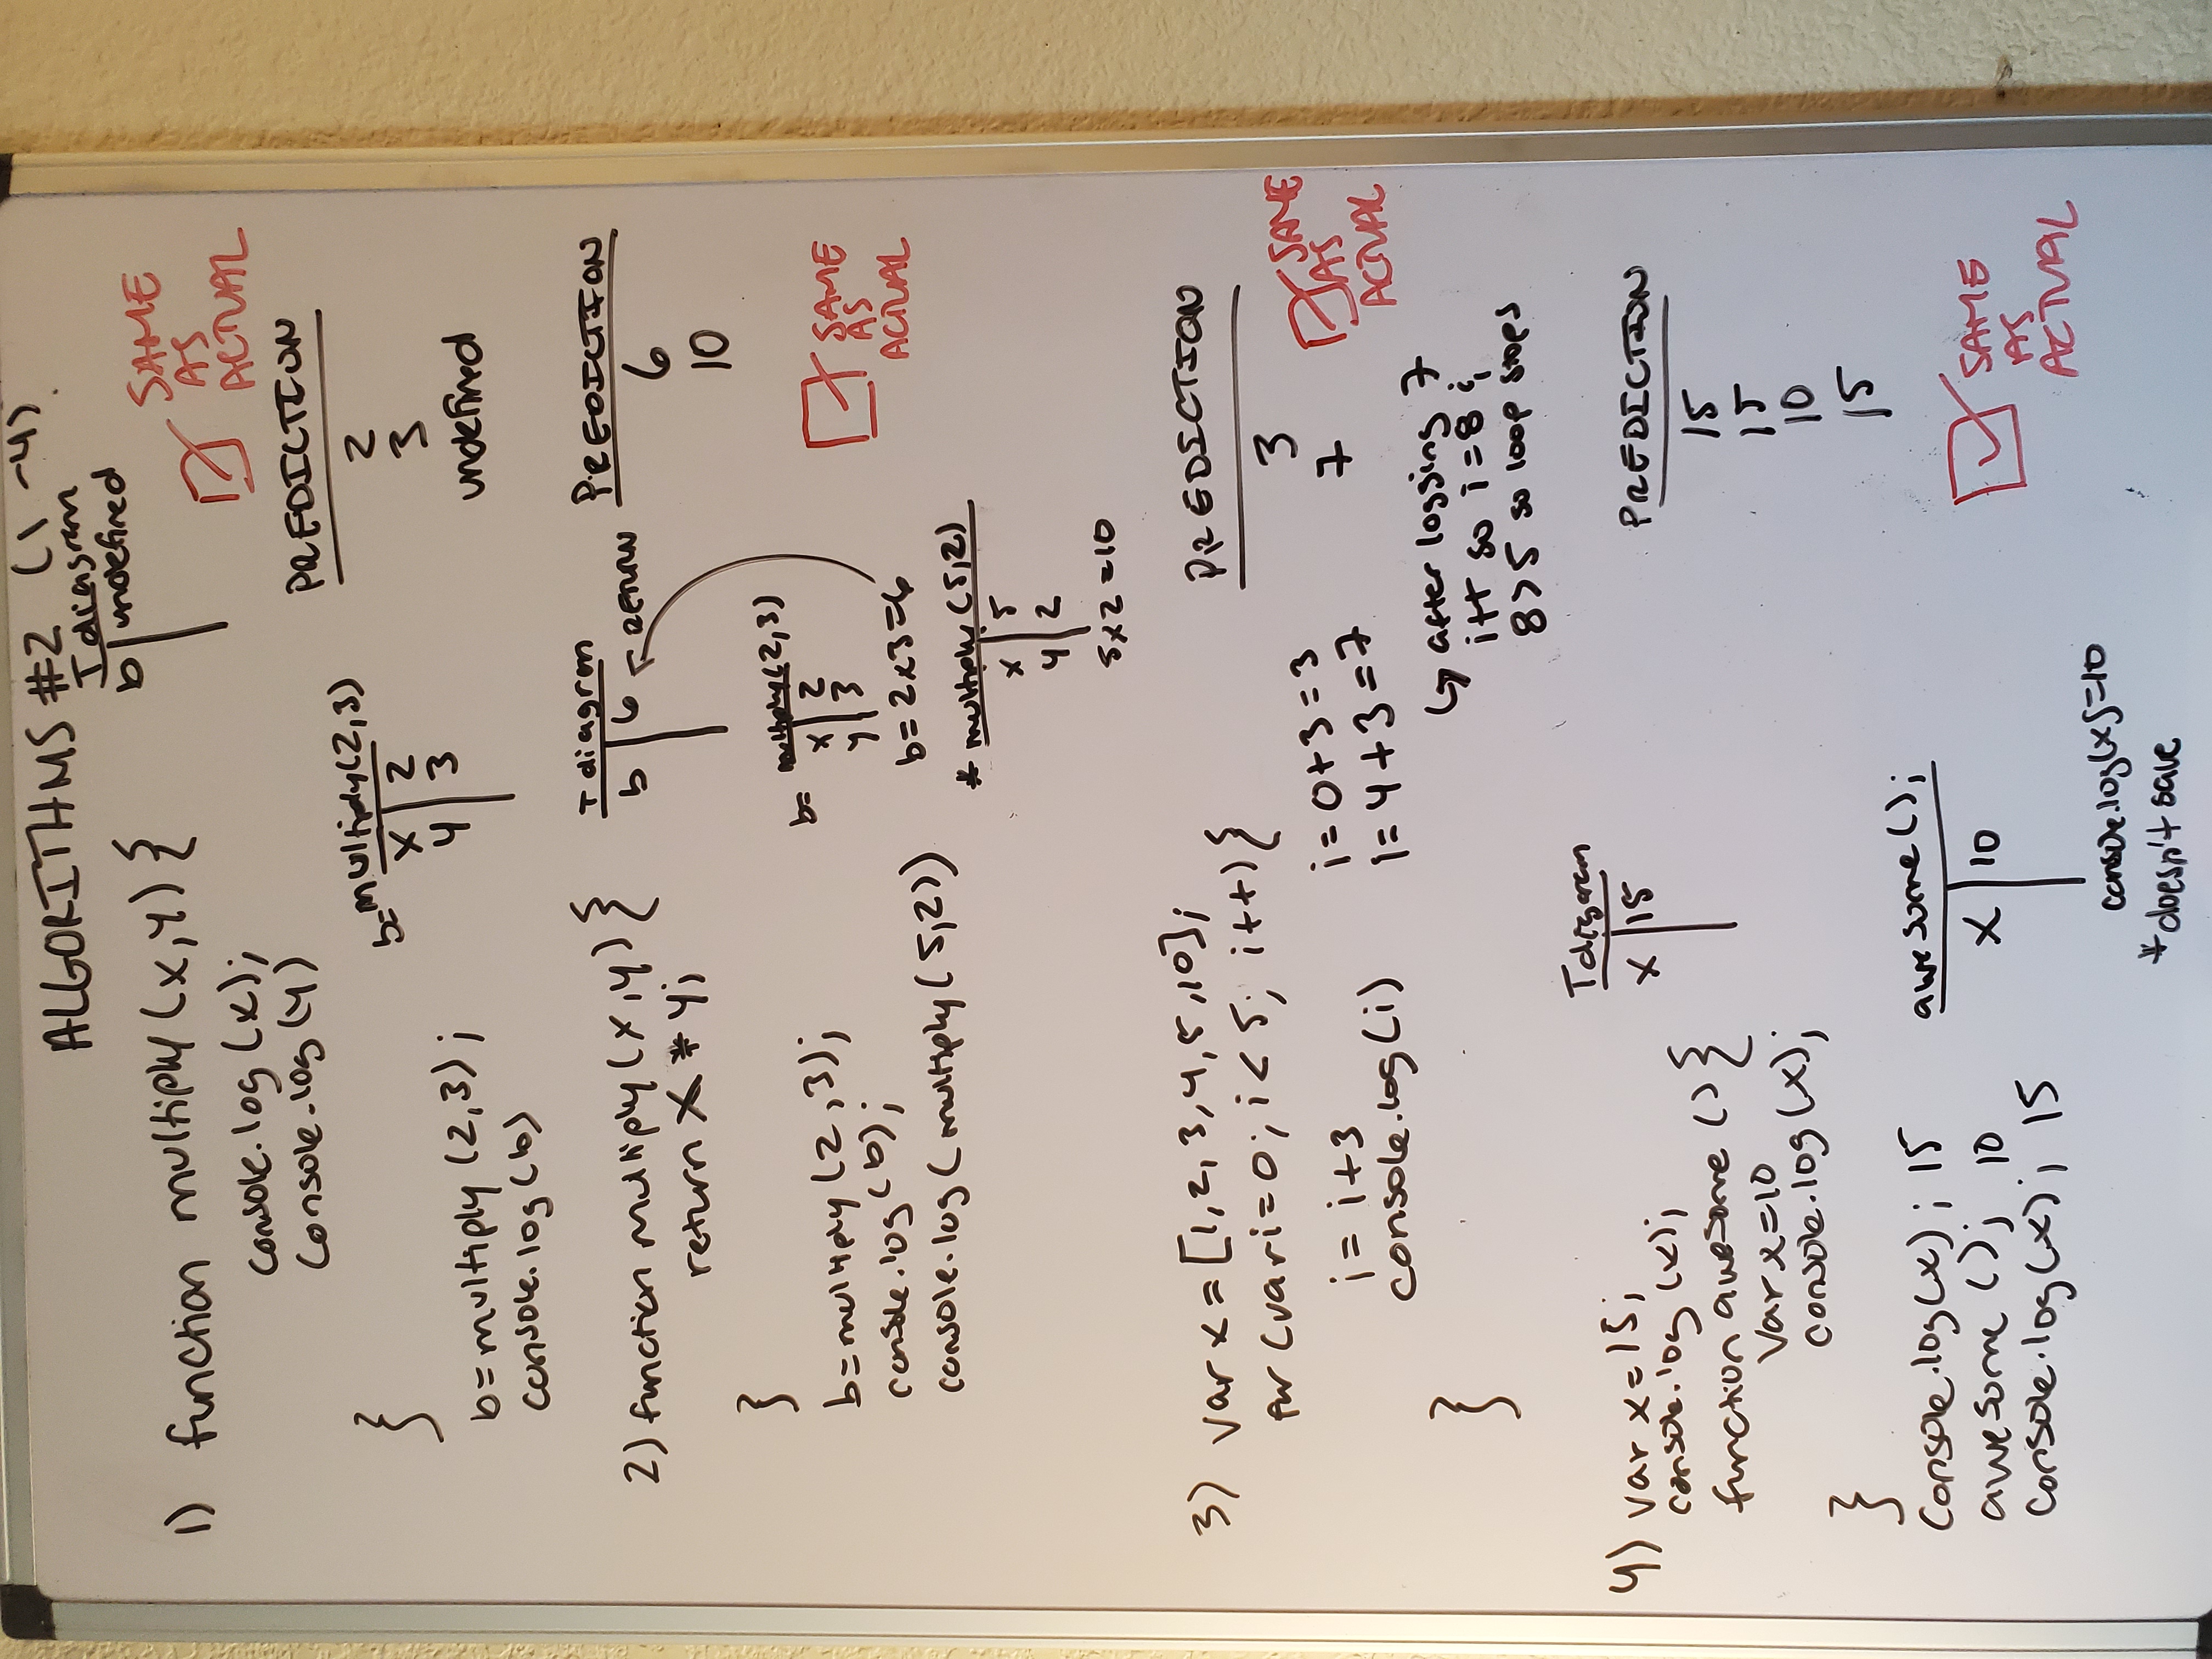 ALGORITHMS #2 (1-4)
T diagram
b | undefined
SAME
AS
ACTUAL
1) function multiply(x,y){
console.log(x);
console.log(y)
}
b=multiply(2,3);
console.log(b)
b=multiply(2,3)
x | 2
y | 3
PREDICTION
2
3
undefined
2) function multiply(x,y){
return x * y;
}
b=multiply(2,3);
console.log(b);
console.log(multiply(5,2))
T diagram
b | 6 RETURN
b= multiply(2,3)
x | 2
y | 3
b=2x3=6
* multiply(5,2)
x | 5
y | 2
5x2=10
PREDICTION
6
10
SAME
AS
ACTUAL
3) var x = [1,2,3,4,5,10];
for (var i=0; i<5; i++){
i = i+3
console.log(i)
}
i=0+3=3
i=4+3=7
↳ after logging 7
i++ so i=8 ;
8>5 so loop stops
PREDICTION
3
7
SAME
AS
ACTUAL
4) var x=15;
console.log(x);
function awesome(){
var x=10
console.log(x);
}
console.log(x); 15
awesome(); 10
console.log(x); 15
T diagram
x | 15
awesome();
x | 10
console.log(x)=10
*doesn't save
PREDICTION
15
15
10
15
SAME
AS
ACTUAL